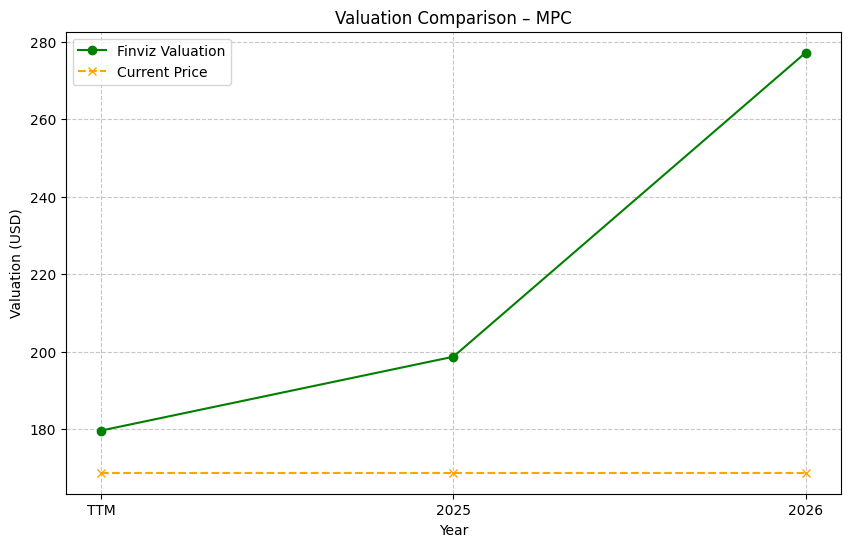 Valuation Comparison – MPC
Finviz Valuation
Current Price
280
260
240
220
200
180
Valuation (USD)
TTM
2025
2026
Year